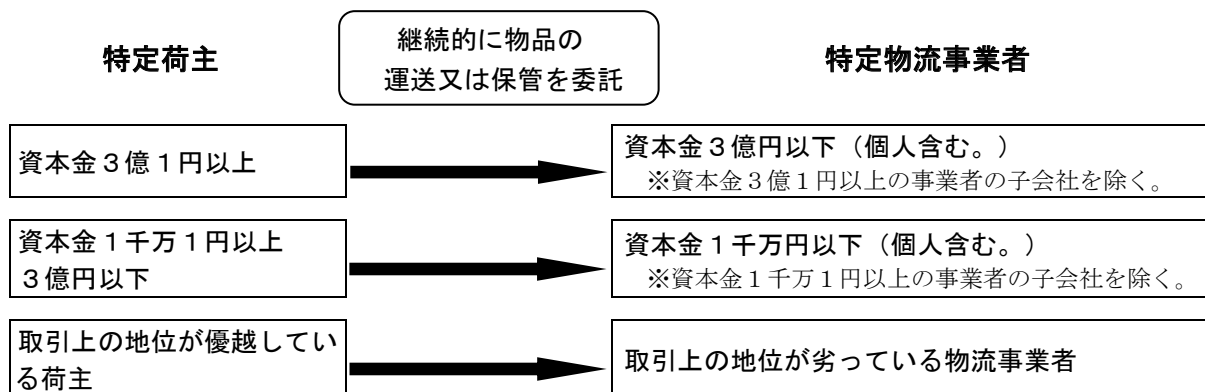 継続的に物品の
運送又は保管を委託
特定荷主
特定物流事業者
資本金３億１円以上
資本金３億円以下（個人含む。）
※資本金３億１円以上の事業者の子会社を除く。
資本金１千万１円以上
３億円以下
資本金１千万円以下（個人含む。）
※資本金１千万１円以上の事業者の子会社を除く。
取引上の地位が優越してい
る荷主
取引上の地位が劣っている物流事業者